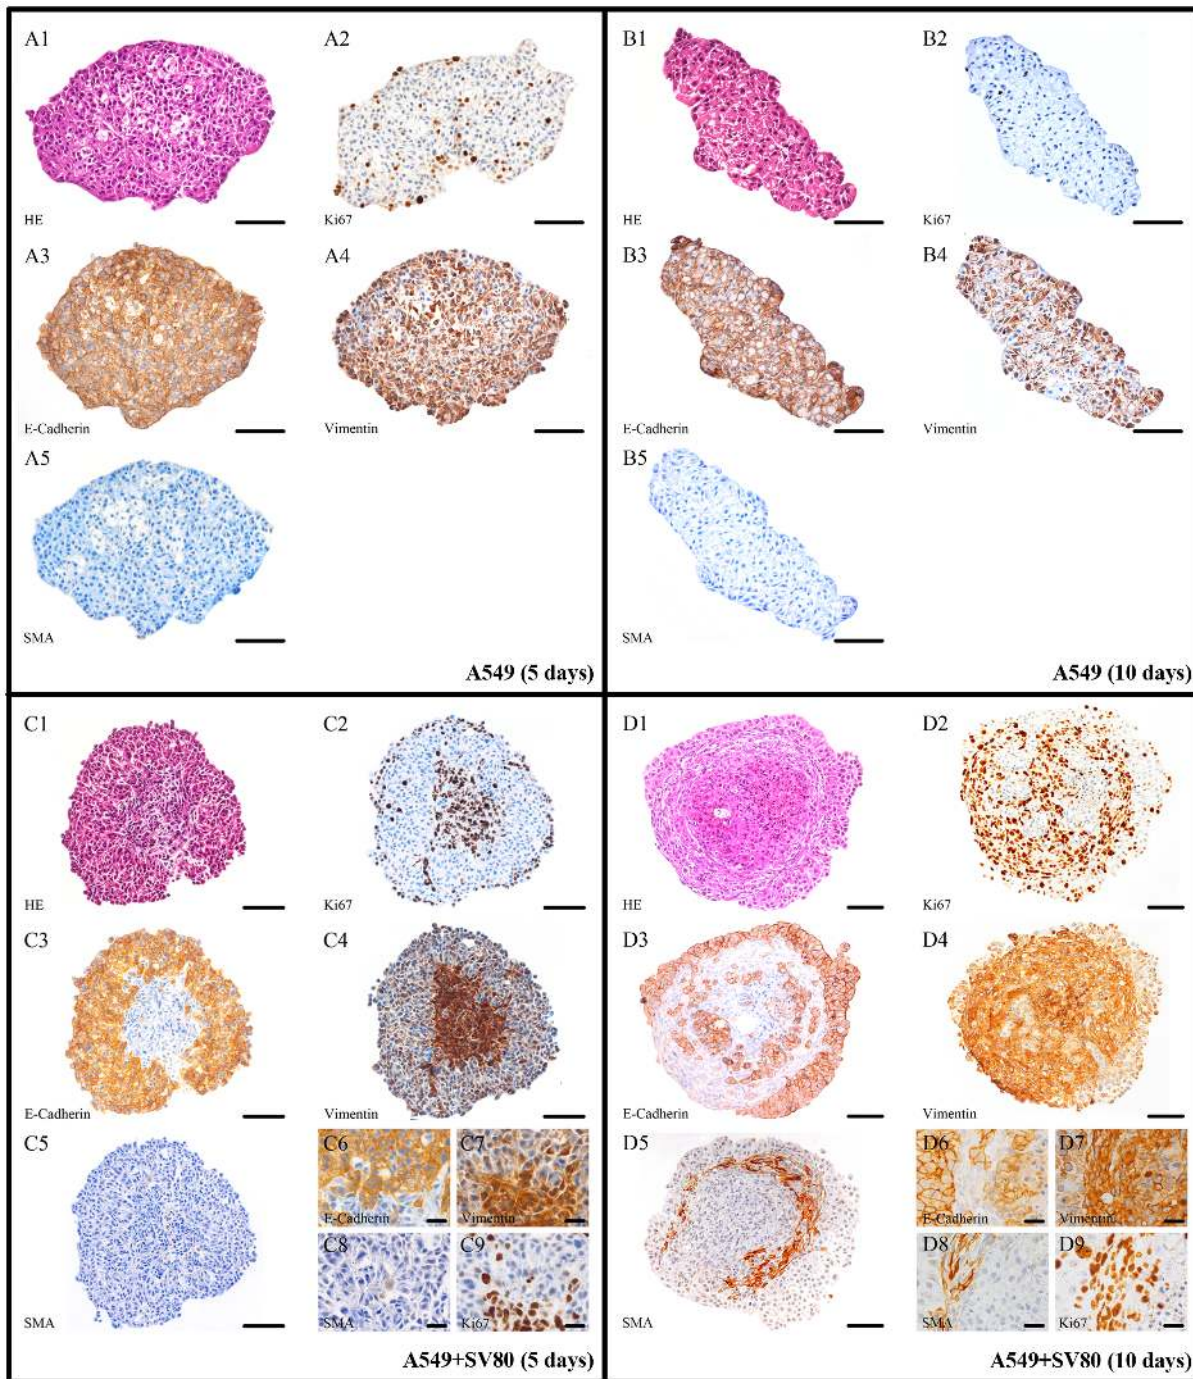 A1 A2
HE Ki67
A3 A4
E-Cadherin Vimentin
A5
SMA
A549 (5 days)
B1 B2
HE Ki67
B3 B4
E-Cadherin Vimentin
B5
SMA
A549 (10 days)
C1 C2
HE Ki67
C3 C4
E-Cadherin Vimentin
C5 C6 C7
E-Cadherin Vimentin
C8 C9
SMA SMA Ki67
A549+SV80 (5 days)
D1 D2
HE Ki67
D3 D4
E-Cadherin Vimentin
D5 D6 D7
E-Cadherin Vimentin
D8 D9
SMA SMA Ki67
A549+SV80 (10 days)